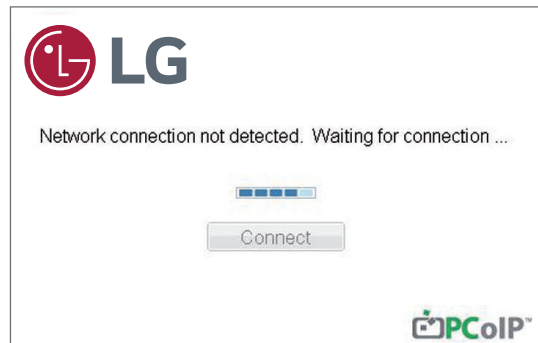 LG
Network connection not detected. Waiting for connection ...
Connect
PCoIP™